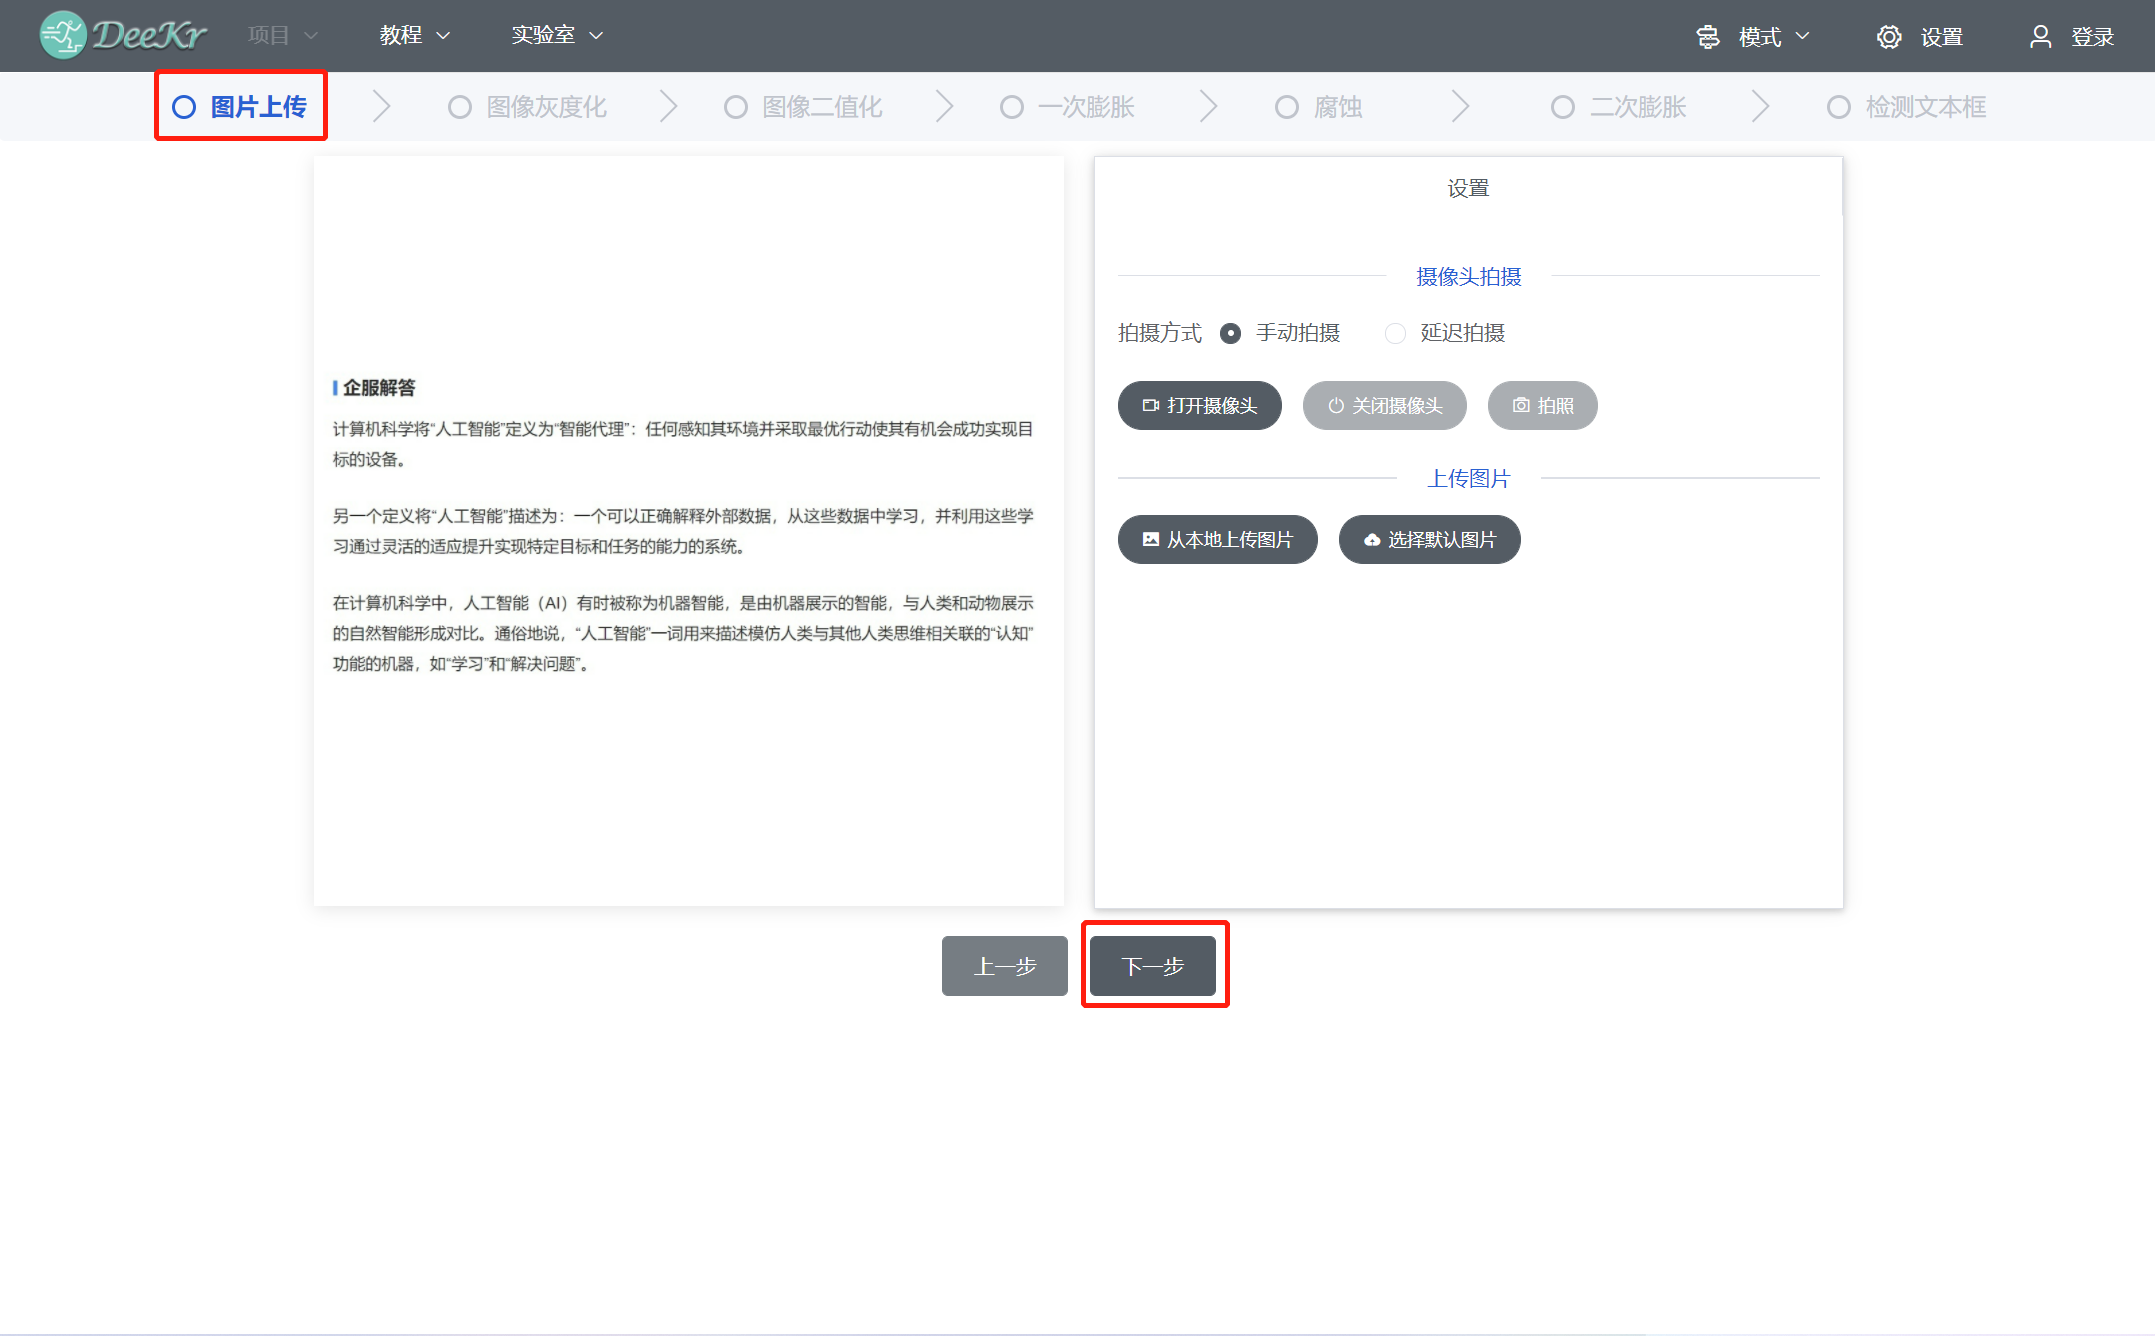 DeeKr 项目 教程 实验室 模式 设置 登录
图片上传 图像灰度化 图像二值化 一次膨胀 腐蚀 二次膨胀 检测文本框
企服解答
计算机科学将“人工智能”定义为“智能代理”：任何感知其环境并采取最优行动使其有机会成功实现目
标的设备。
另一个定义将“人工智能”描述为：一个可以正确解释外部数据，从这些数据中学习，并利用这些学
习通过灵活的适应提升实现特定目标和任务的能力的系统。
在计算机科学中，人工智能（AI）有时被称为机器智能，是由机器展示的智能，与人类和动物展示
的自然智能形成对比。通俗地说，“人工智能”一词用来描述模仿人类与其他人类思维相关联的“认知”
功能的机器，如“学习”和“解决问题”。
设置
摄像头拍摄
拍摄方式 手动拍摄 延迟拍摄
打开摄像头 关闭摄像头 拍照
上传图片
从本地上传图片 选择默认图片
上一步 下一步